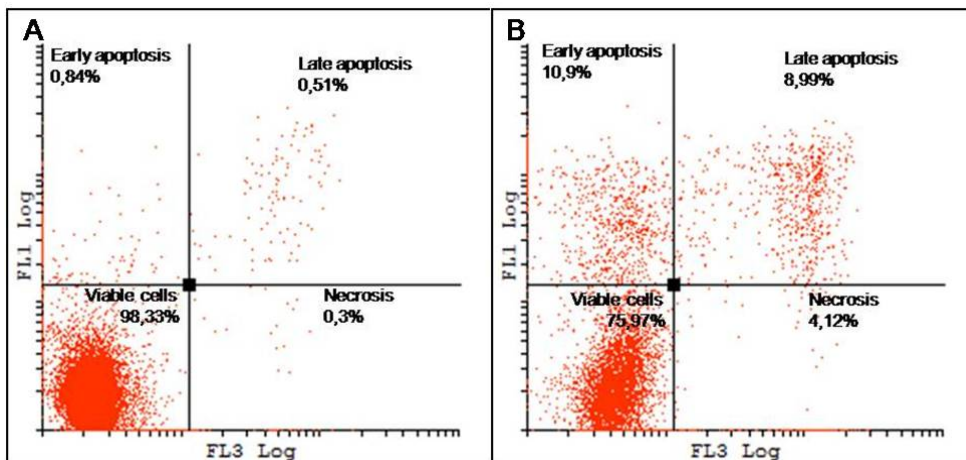 A
Early apoptosis
0,84%
Late apoptosis
0,51%
Viable cells
98,33%
Necrosis
0,3%
FL1 Log
FL3 Log
B
Early apoptosis
10,9%
Late apoptosis
8,99%
Viable cells
75,97%
Necrosis
4,12%
FL1 Log
FL3 Log